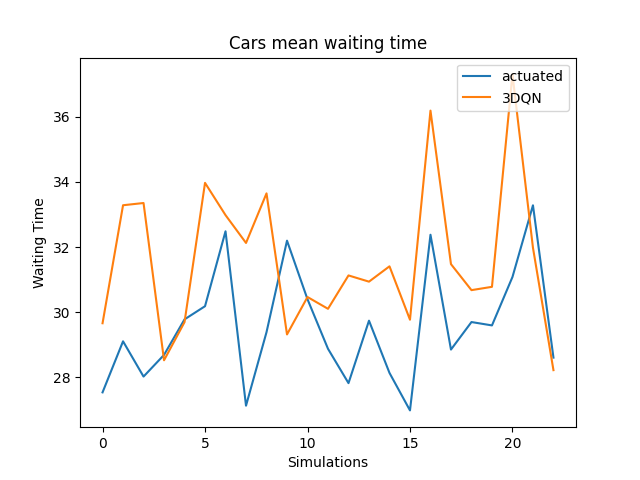 Cars mean waiting time
actuated
3DQN
36
34
32
30
28
Waiting Time
0 5 10 15 20
Simulations